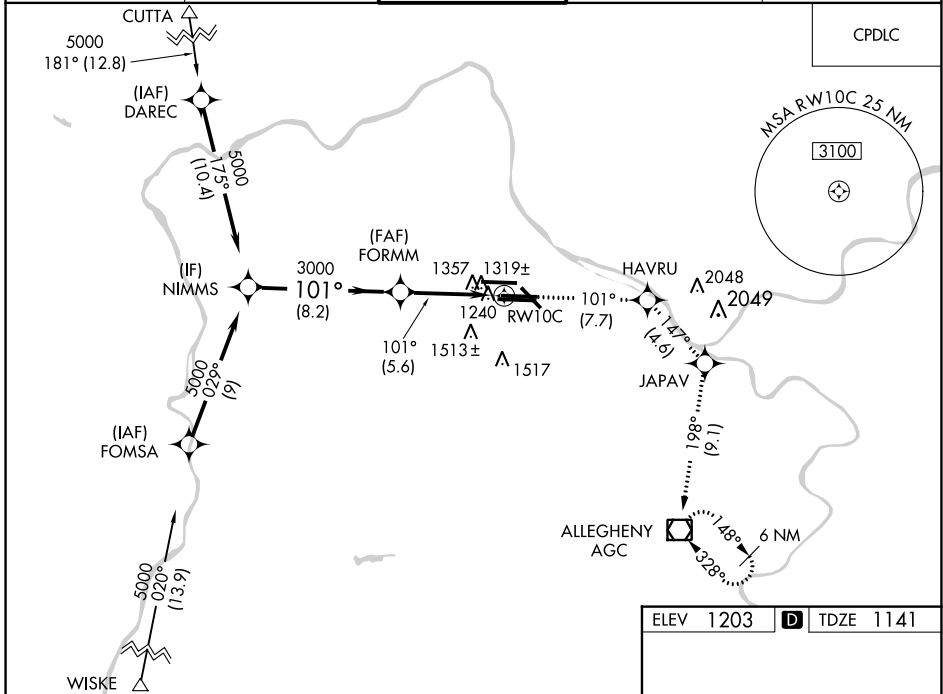 CUTTA
5000
181° (12.8)
CPDLC
(IAF)
DAREC
MSA RW10C 25 NM
3100
5000
175°
(10.4)
(FAF)
FORMM
(IF)
NIMMS
3000
101°
(8.2)
1357
1319±
HAVRU
2048
2049
1240
RW10C
101°
(7.7)
147°
(4.6)
101°
(5.6)
1513±
1517
JAPAV
5000
029°
(9)
(IAF)
FOMSA
198°
(9.1)
ALLEGHENY
AGC
148°
6 NM
328°
5000
020°
(13.9)
ELEV 1203 D TDZE 1141
WISKE